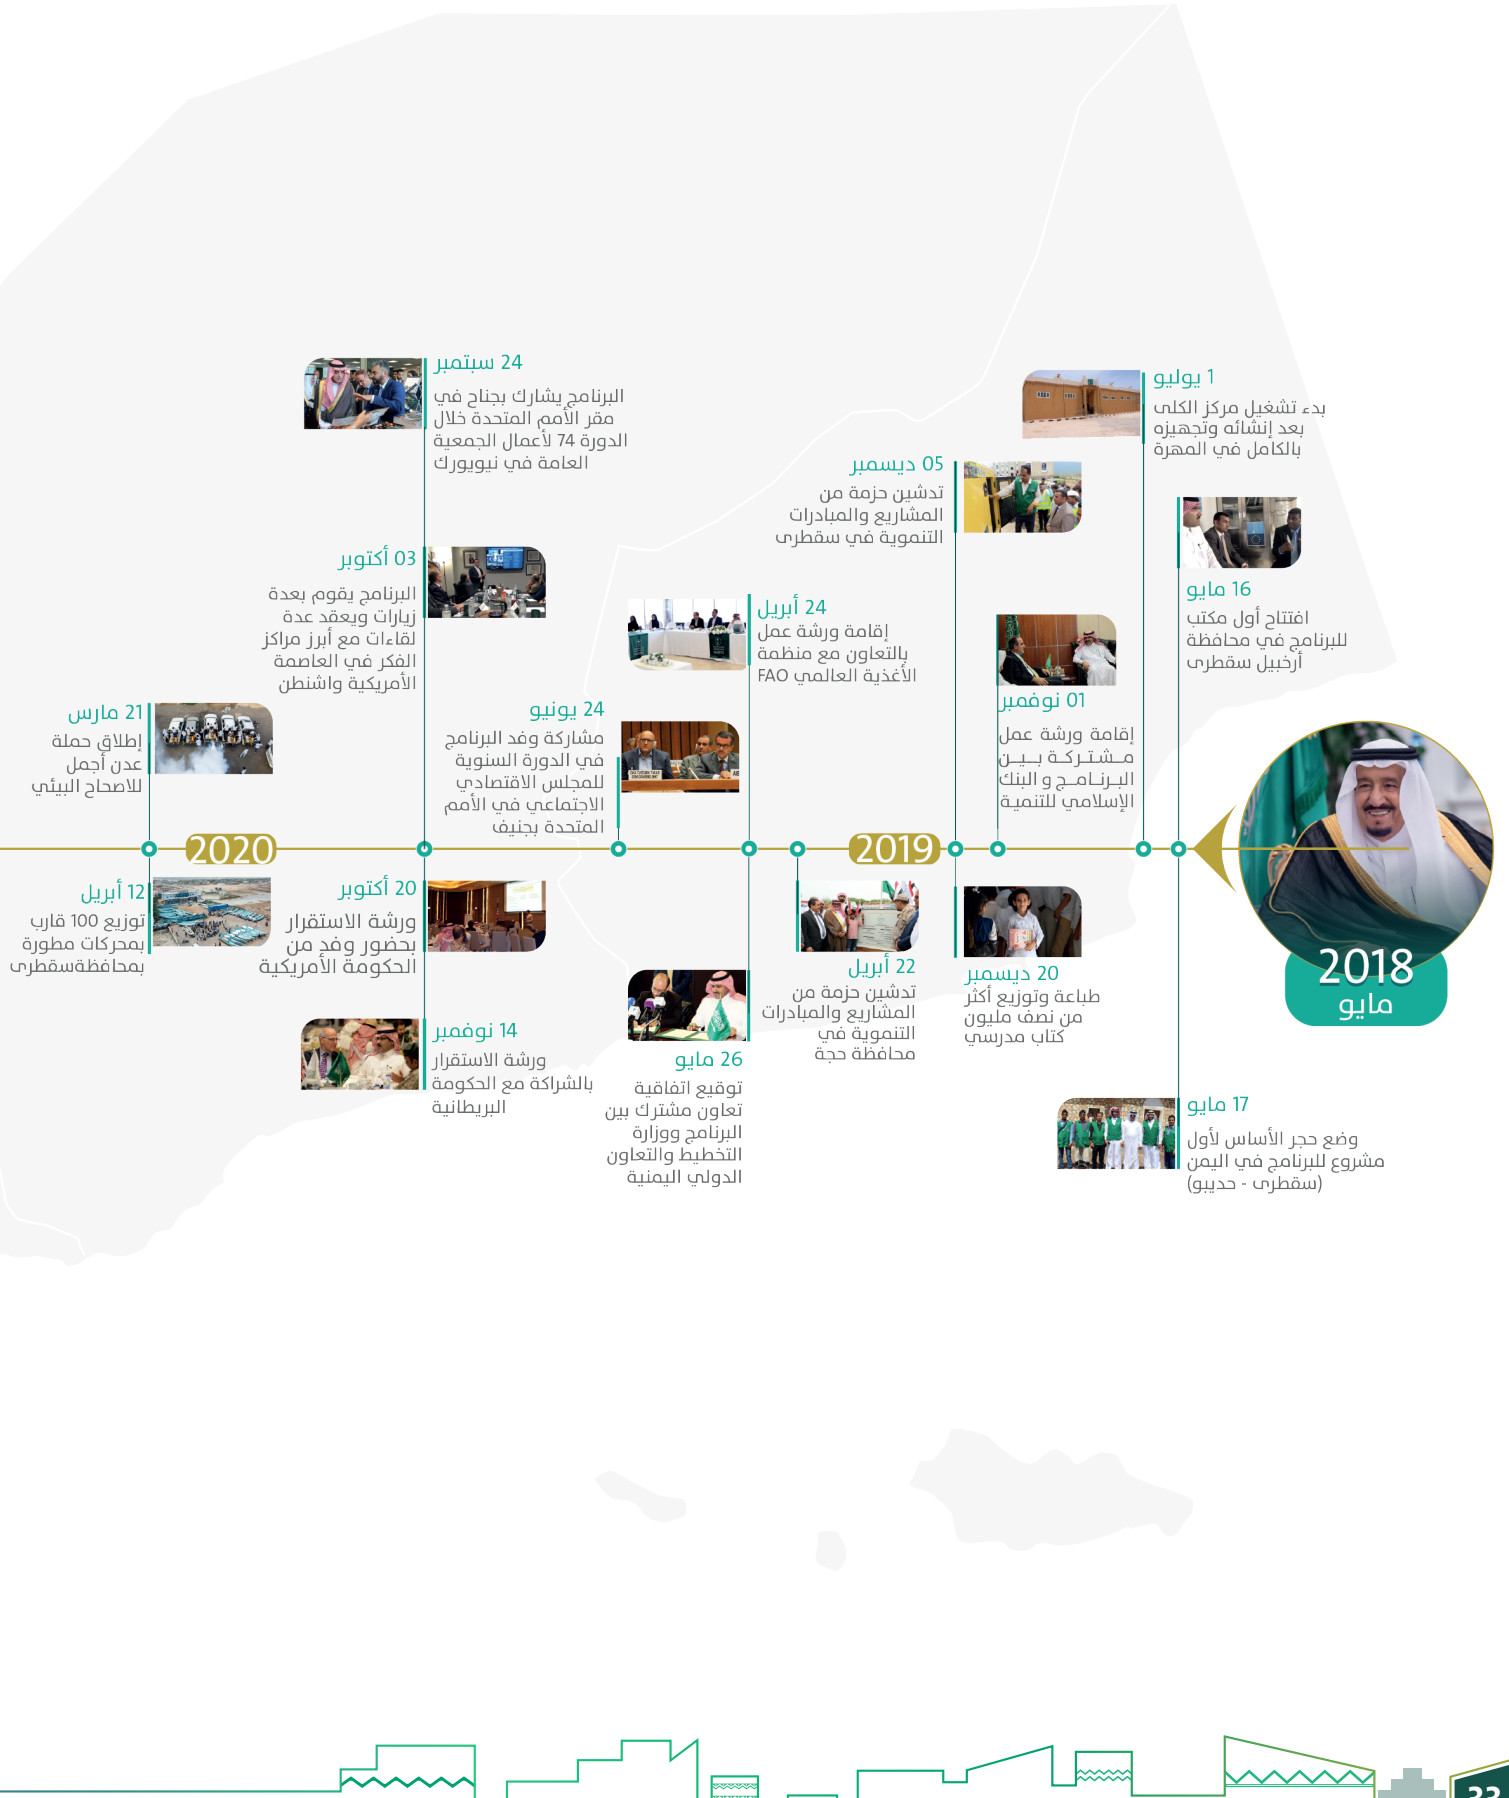 2018
مايو
16 مايو
افتتاح أول مكتب
للبرنامج في محافظة
أرخبيل سقطرى
17 مايو
وضع حجر الأساس لأول
مشروع للبرنامج في اليمن
(سقطرى - حديبو)
1 يوليو
بدء تشغيل مركز الكلى
بعد إنشائه وتجهيزه
بالكامل في المهرة
01 نوفمبر
إقامة ورشة عمل
مـشـتـركـة بـيـن
البـرنـامـج و البنك
الإسلامي للتنميـة
05 ديسمبر
تدشين حزمة من
المشاريع والمبادرات
التنموية في سقطرى
20 ديسمبر
طباعة وتوزيع أكثر
من نصف مليون
كتاب مدرسي
2019
22 أبريل
تدشين حزمة من
المشاريع والمبادرات
التنموية في
محافظة حجة
24 أبريل
إقامة ورشة عمل
بالتعاون مع منظمة
الأغذية العالمي FAO
26 مايو
توقيع اتفاقية
تعاون مشترك بين
البرنامج ووزارة
التخطيط والتعاون
الدولي اليمنية
24 يونيو
مشاركة وفد البرنامج
في الدورة السنوية
للمجلس الاقتصادي
الاجتماعي في الأمم
المتحدة بجنيف
24 سبتمبر
البرنامج يشارك بجناح في
مقر الأمم المتحدة خلال
الدورة 74 لأعمال الجمعية
العامة في نيويورك
03 أكتوبر
البرنامج يقوم بعدة
زيارات ويعقد عدة
لقاءات مع أبرز مراكز
الفكر في العاصمة
الأمريكية واشنطن
20 أكتوبر
ورشة الاستقرار
بحضور وفد من
الحكومة الأمريكية
14 نوفمبر
ورشة الاستقرار
بالشراكة مع الحكومة
البريطانية
2020
21 مارس
إطلاق حملة
عدن أجمل
للاصحاح البيئي
12 أبريل
توزيع 100 قارب
بمحركات مطورة
بمحافظةسقطرى